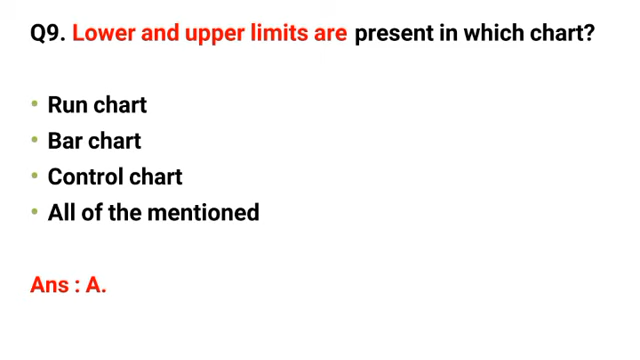 Q9. Lower and upper limits are present in which chart?
• Run chart
• Bar chart
• Control chart
• All of the mentioned
Ans : A.